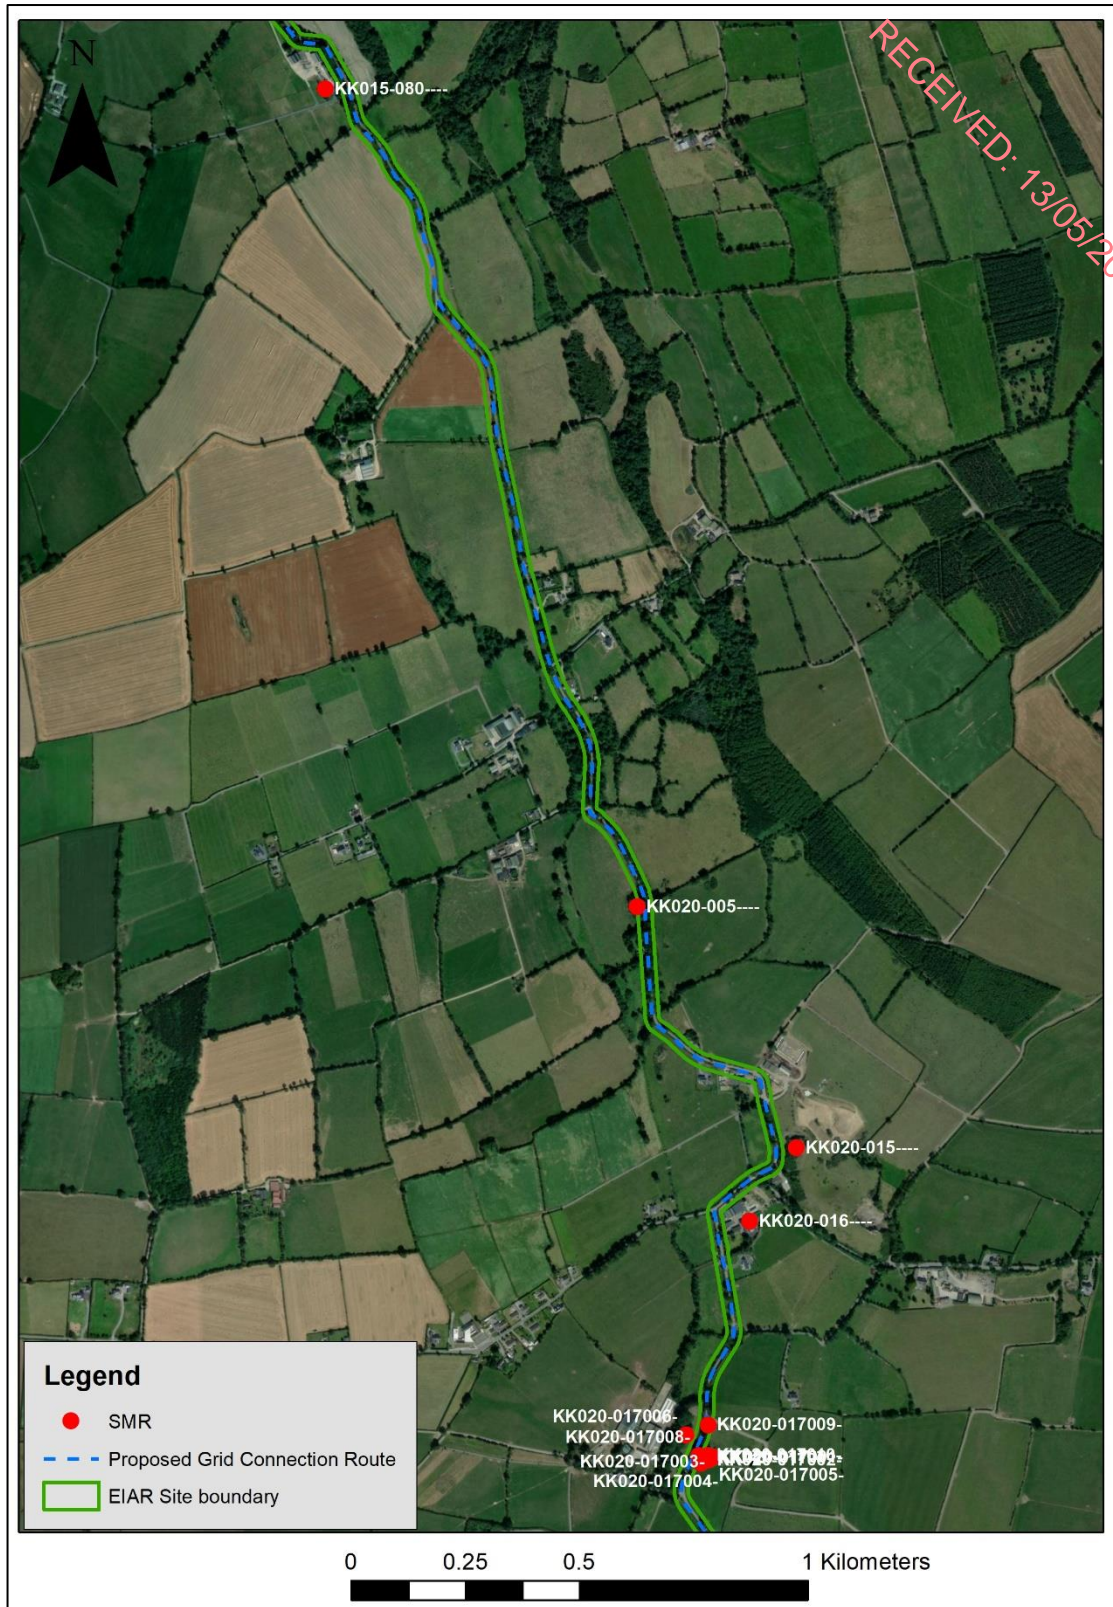 N
RECEIVED: 13/05/20
KK015-080----
KK020-005----
KK020-015----
KK020-016----
KK020-017006-
KK020-017009-
KK020-017008-
KK020-017003-
KK020-017005-
KK020-017004-
Legend
SMR
Proposed Grid Connection Route
EIAR Site boundary
0 0.25 0.5 1 Kilometers